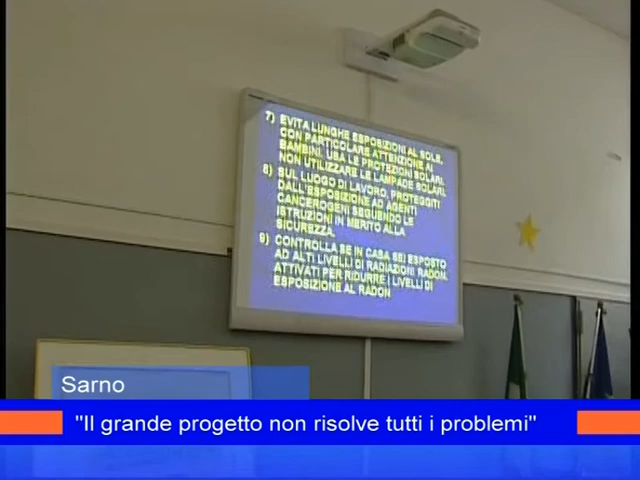 7) EVITA LUNGHE ESPOSIZIONI AL SOLE,
CON PARTICOLARE ATTENZIONE AI
BAMBINI. USA LE PROTEZIONI SOLARI.
NON UTILIZZARE LE LAMPADE SOLARI.
8) SUL LUOGO DI LAVORO, PROTEGGITI
DALL'ESPOSIZIONE AD AGENTI
CANCEROGENI SEGUENDO LE
ISTRUZIONI IN MERITO ALLA
SICUREZZA.
9) CONTROLLA SE IN CASA SEI ESPOSTO
AD ALTI LIVELLI DI RADIAZIONI RADON.
ATTIVATI PER RIDURRE I LIVELLI DI
ESPOSIZIONE AL RADON
Sarno
"Il grande progetto non risolve tutti i problemi"